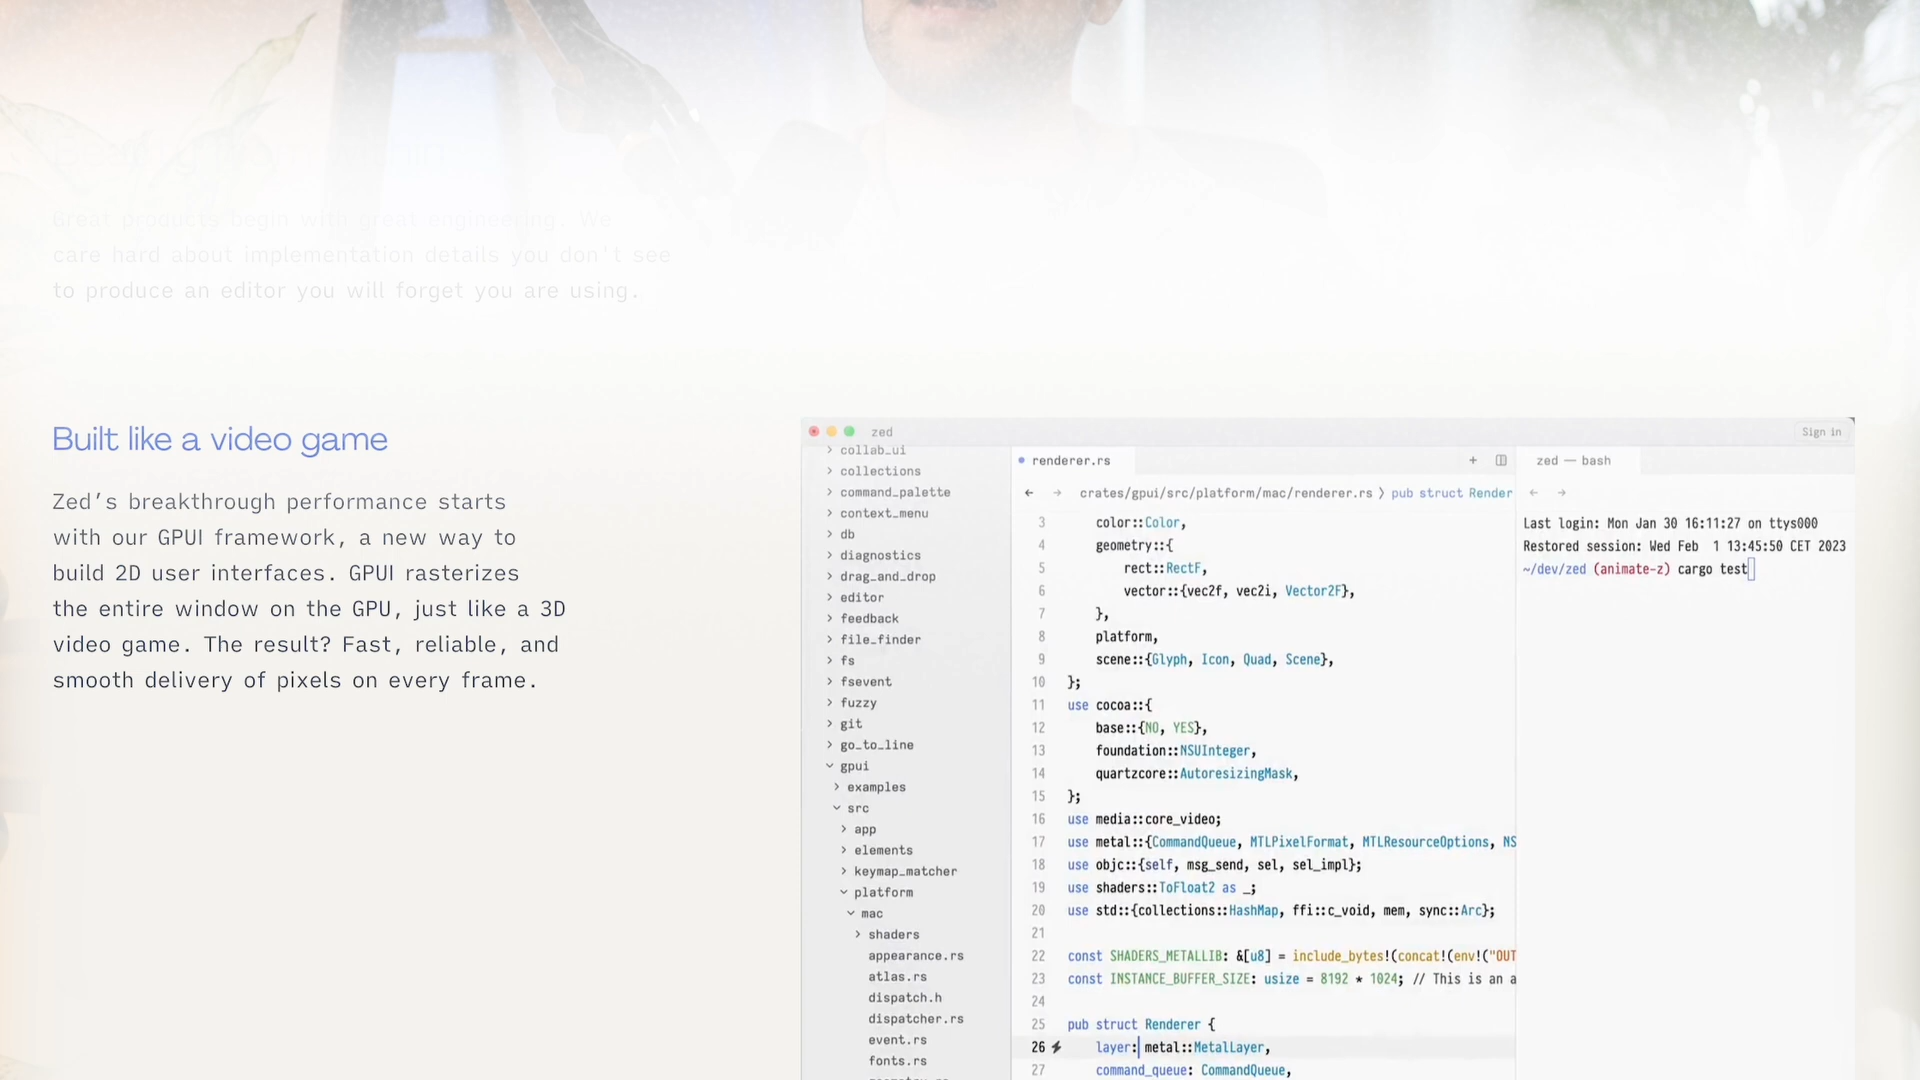 Great products begin with great engineering. We
care hard about implementation details you don't see
to produce an editor you will forget you are using.
Built like a video game
Zed’s breakthrough performance starts
with our GPUI framework, a new way to
build 2D user interfaces. GPUI rasterizes
the entire window on the GPU, just like a 3D
video game. The result? Fast, reliable, and
smooth delivery of pixels on every frame.
zed
Sign in
collab_ui
collections
command_palette
context_menu
db
diagnostics
drag_and_drop
editor
feedback
file_finder
fs
fsevent
fuzzy
git
go_to_line
gpui
examples
src
app
elements
keymap_matcher
platform
mac
shaders
appearance.rs
atlas.rs
dispatch.h
dispatcher.rs
event.rs
fonts.rs
renderer.rs
crates/gpui/src/platform/mac/renderer.rs > pub struct Render
3 color::Color,
4 geometry::{
5 rect::RectF,
6 vector::{vec2f, vec2i, Vector2F},
7 },
8 platform,
9 scene::{Glyph, Icon, Quad, Scene},
10 };
11 use cocoa::{
12 base::{NO, YES},
13 foundation::NSUInteger,
14 quartzcore::AutoresizingMask,
15 };
16 use media::core_video;
17 use metal::{CommandQueue, MTLPixelFormat, MTLResourceOptions, NS
18 use objc::{self, msg_send, sel, sel_impl};
19 use shaders::ToFloat2 as _;
20 use std::{collections::HashMap, ffi::c_void, mem, sync::Arc};
21
22 const SHADERS_METALLIB: &[u8] = include_bytes!(concat!(env!("OUT
23 const INSTANCE_BUFFER_SIZE: usize = 8192 * 1024; // This is an a
24
25 pub struct Renderer {
26 layer: metal::MetalLayer,
27 command_queue: CommandQueue,
zed — bash
Last login: Mon Jan 30 16:11:27 on ttys000
Restored session: Wed Feb 1 13:45:50 CET 2023
~/dev/zed (animate-z) cargo test